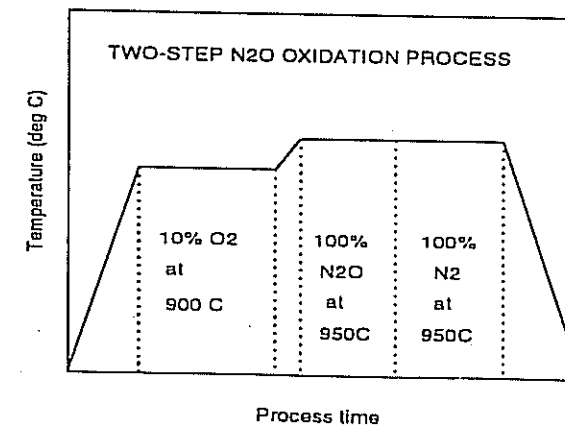 TWO-STEP N2O OXIDATION PROCESS
Temperature (deg C)
10% O2
at
900 C
100%
N2O
at
950C
100%
N2
at
950C
Process time